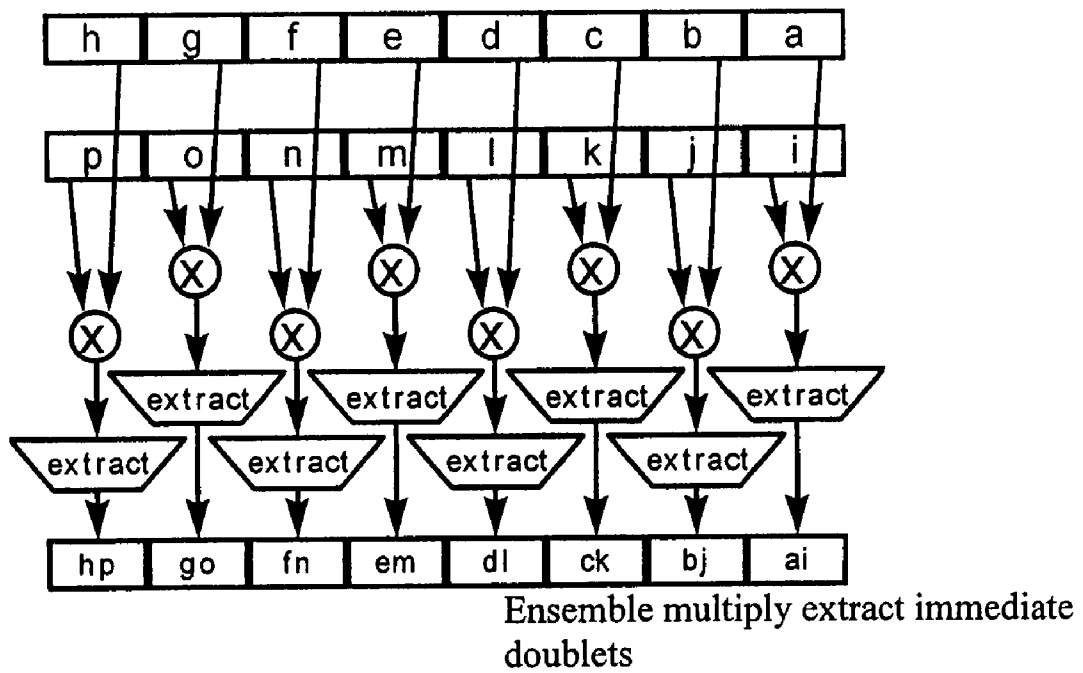 h g f e d c b a
p o n m l k j i
X X X X
X X X X
extract extract extract extract
extract extract extract extract
hp go fn em dl ck bj ai
Ensemble multiply extract immediate
doublets